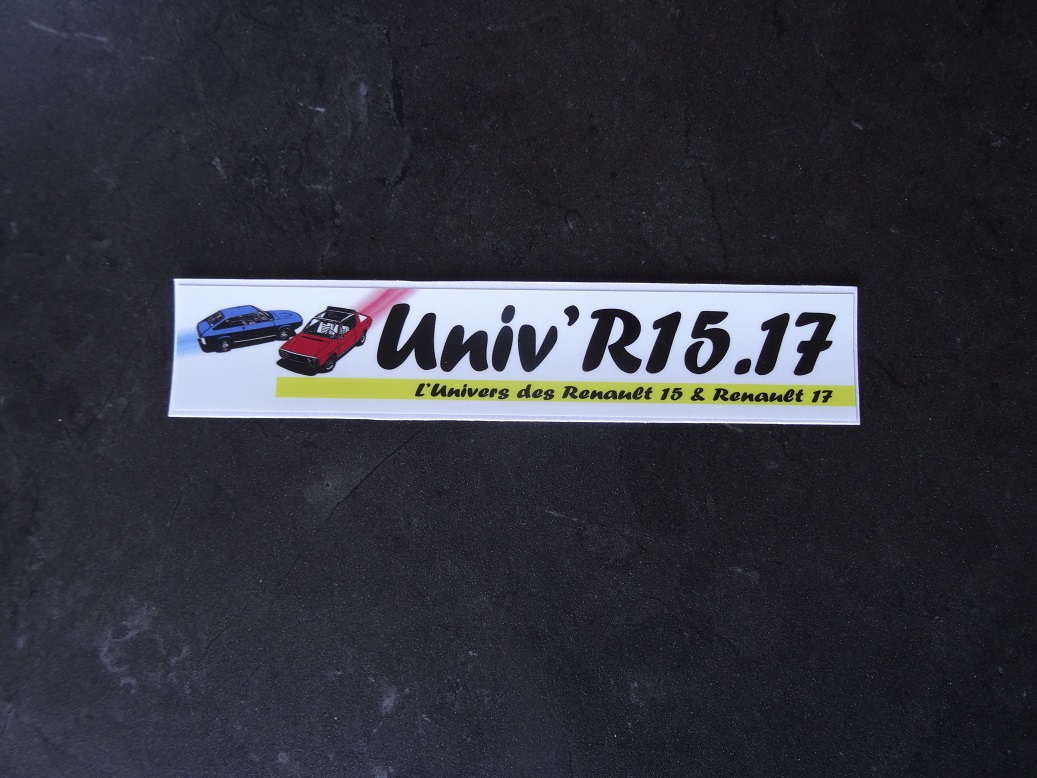 Univ'R15.17
L'Univers des Renault 15 & Renault 17